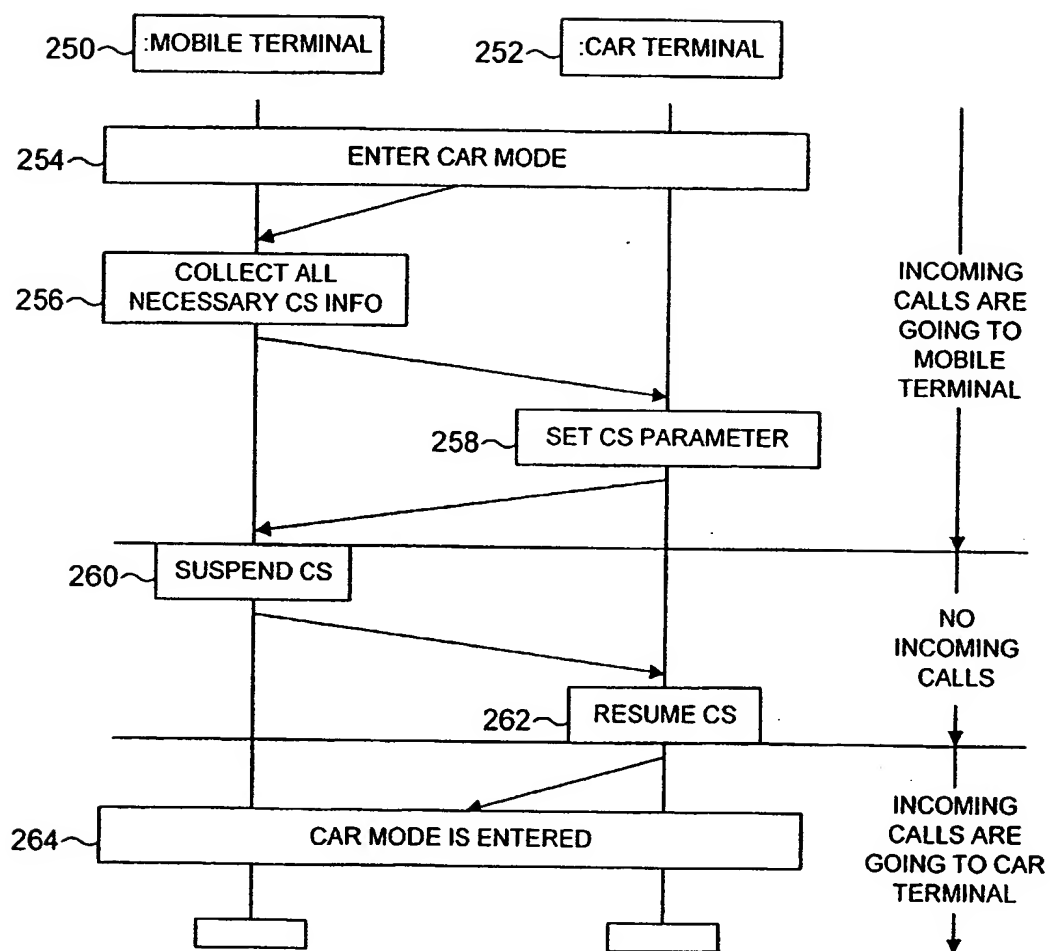 250 :MOBILE TERMINAL
252 :CAR TERMINAL
254 ENTER CAR MODE
256 COLLECT ALL
NECESSARY CS INFO
INCOMING
CALLS ARE
GOING TO
MOBILE
TERMINAL
258 SET CS PARAMETER
260 SUSPEND CS
NO
INCOMING
CALLS
262 RESUME CS
264 CAR MODE IS ENTERED
INCOMING
CALLS ARE
GOING TO CAR
TERMINAL